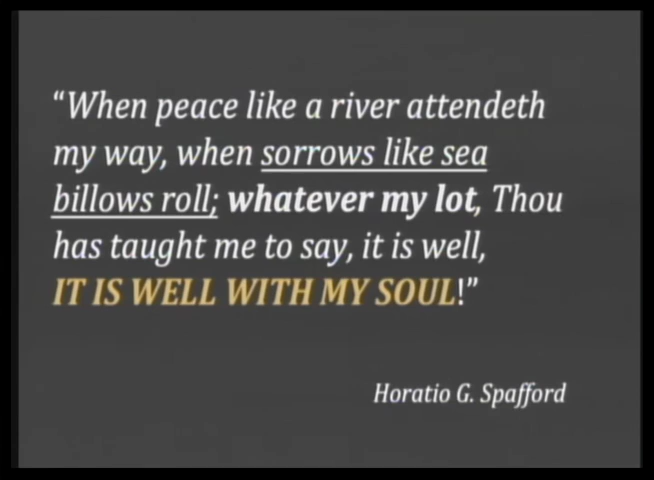 “When peace like a river attendeth
my way, when sorrows like sea
billows roll; whatever my lot, Thou
has taught me to say, it is well,
IT IS WELL WITH MY SOUL!”
Horatio G. Spafford